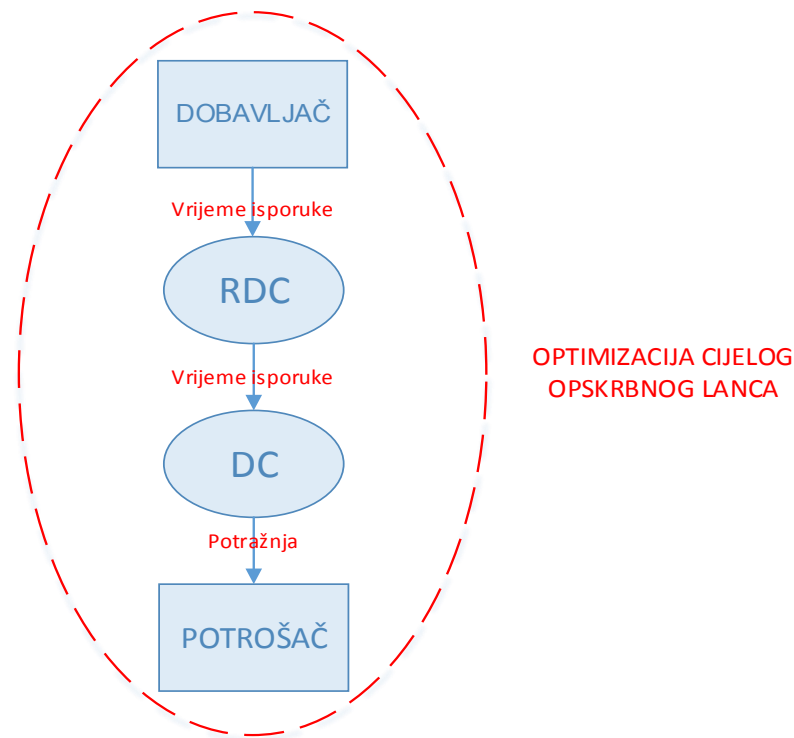 DOBAVLJAČ
Vrijeme isporuke
RDC
Vrijeme isporuke
OPTIMIZACIJA CIJELOG
OPSKRBNOG LANCA
DC
Potražnja
POTROŠAČ